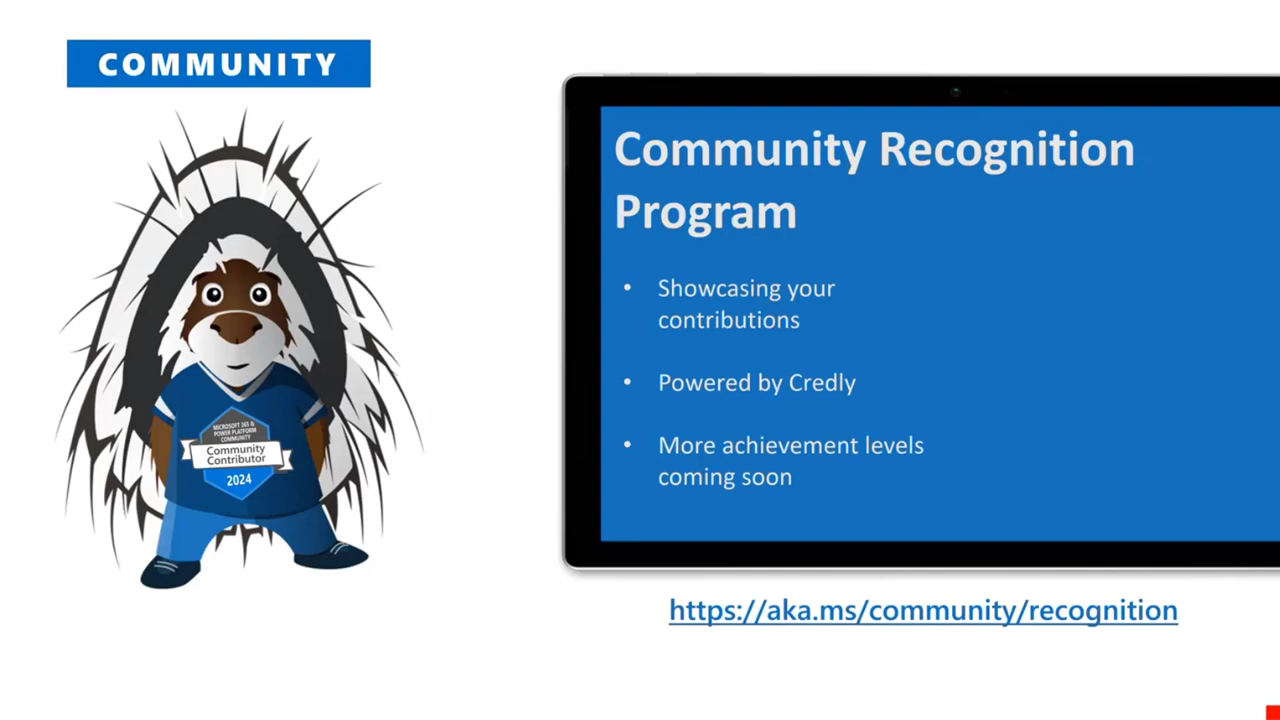 COMMUNITY
MICROSOFT 365 &
POWER PLATFORM
COMMUNITY
Community
Contributor
2024
Community Recognition
Program
• Showcasing your
contributions
• Powered by Credly
• More achievement levels
coming soon
https://aka.ms/community/recognition